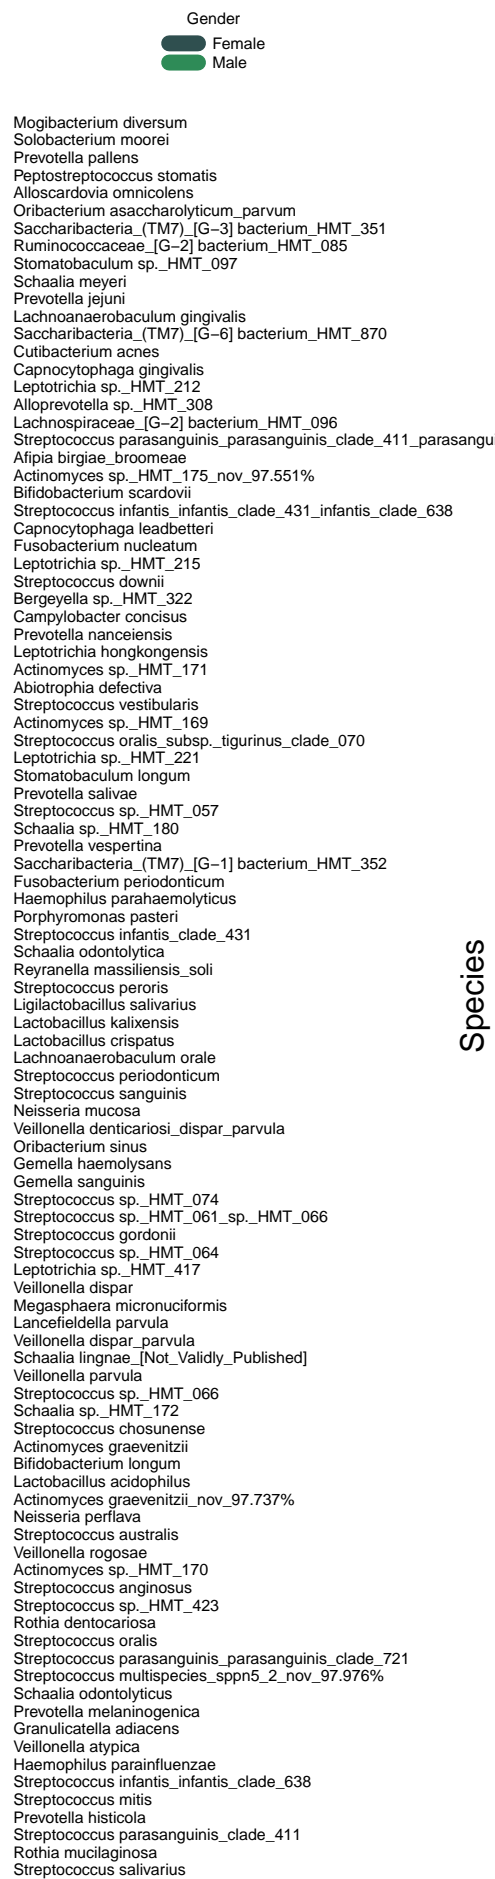 Gender
Female
Male
Mogibacterium diversum
Solobacterium moorei
Prevotella pallens
Peptostreptococcus stomatis
Alloscardovia omnicolens
Oribacterium asaccharolyticum_parvum
Saccharibacteria_(TM7)_[G−3] bacterium_HMT_351
Ruminococcaceae_[G−2] bacterium_HMT_085
Stomatobaculum sp._HMT_097
Schaalia meyeri
Prevotella jejuni
Lachnoanaerobaculum gingivalis
Saccharibacteria_(TM7)_[G−6] bacterium_HMT_870
Cutibacterium acnes
Capnocytophaga gingivalis
Leptotrichia sp._HMT_212
Alloprevotella sp._HMT_308
Lachnospiraceae_[G−2] bacterium_HMT_096
Streptococcus parasanguinis_parasanguinis_clade_411_parasangui
Afipia birgiae_broomeae
Actinomyces sp._HMT_175_nov_97.551%
Bifidobacterium scardovii
Streptococcus infantis_infantis_clade_431_infantis_clade_638
Capnocytophaga leadbetteri
Fusobacterium nucleatum
Leptotrichia sp._HMT_215
Streptococcus downii
Bergeyella sp._HMT_322
Campylobacter concisus
Prevotella nanceiensis
Leptotrichia hongkongensis
Actinomyces sp._HMT_171
Abiotrophia defectiva
Streptococcus vestibularis
Actinomyces sp._HMT_169
Streptococcus oralis_subsp._tigurinus_clade_070
Leptotrichia sp._HMT_221
Stomatobaculum longum
Prevotella salivae
Streptococcus sp._HMT_057
Schaalia sp._HMT_180
Prevotella vespertina
Saccharibacteria_(TM7)_[G−1] bacterium_HMT_352
Fusobacterium periodonticum
Haemophilus parahaemolyticus
Porphyromonas pasteri
Streptococcus infantis_clade_431
Schaalia odontolytica
Reyranella massiliensis_soli
Streptococcus peroris
Ligilactobacillus salivarius
Lactobacillus kalixensis
Lactobacillus crispatus
Lachnoanaerobaculum orale
Streptococcus periodonticum
Streptococcus sanguinis
Neisseria mucosa
Veillonella denticariosi_dispar_parvula
Oribacterium sinus
Gemella haemolysans
Gemella sanguinis
Streptococcus sp._HMT_074
Streptococcus sp._HMT_061_sp._HMT_066
Streptococcus gordonii
Streptococcus sp._HMT_064
Leptotrichia sp._HMT_417
Veillonella dispar
Megasphaera micronuciformis
Lancefieldella parvula
Veillonella dispar_parvula
Schaalia lingnae_[Not_Validly_Published]
Veillonella parvula
Streptococcus sp._HMT_066
Schaalia sp._HMT_172
Streptococcus chosunense
Actinomyces graevenitzii
Bifidobacterium longum
Lactobacillus acidophilus
Actinomyces graevenitzii_nov_97.737%
Neisseria perflava
Streptococcus australis
Veillonella rogosae
Actinomyces sp._HMT_170
Streptococcus anginosus
Streptococcus sp._HMT_423
Rothia dentocariosa
Streptococcus oralis
Streptococcus parasanguinis_parasanguinis_clade_721
Streptococcus multispecies_sppn5_2_nov_97.976%
Schaalia odontolyticus
Prevotella melaninogenica
Granulicatella adiacens
Veillonella atypica
Haemophilus parainfluenzae
Streptococcus infantis_infantis_clade_638
Streptococcus mitis
Prevotella histicola
Streptococcus parasanguinis_clade_411
Rothia mucilaginosa
Streptococcus salivarius
Species